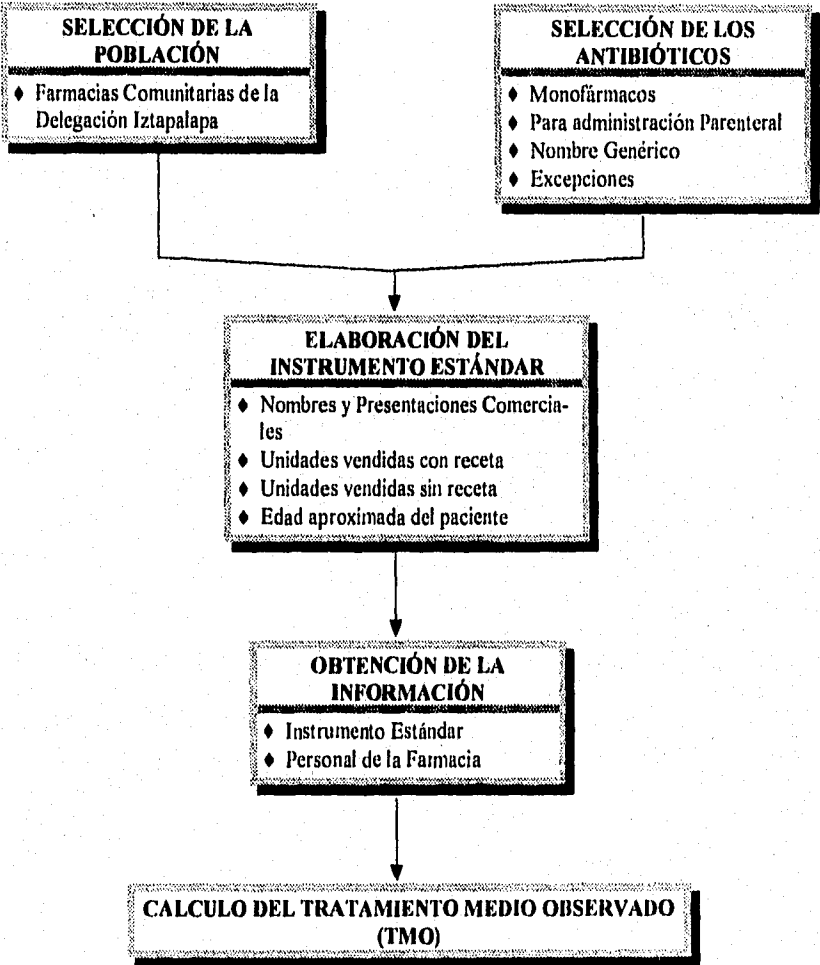 SELECCIÓN DE LA
POBLACIÓN
♦ Farmacias Comunitarias de la
Delegación Iztapalapa
SELECCIÓN DE LOS
ANTIBIÓTICOS
♦ Monofármacos
♦ Para administración Parenteral
♦ Nombre Genérico
♦ Excepciones
ELABORACIÓN DEL
INSTRUMENTO ESTÁNDAR
♦ Nombres y Presentaciones Comercia-
les
♦ Unidades vendidas con receta
♦ Unidades vendidas sin receta
♦ Edad aproximada del paciente
OBTENCIÓN DE LA
INFORMACIÓN
♦ Instrumento Estándar
♦ Personal de la Farmacia
CALCULO DEL TRATAMIENTO MEDIO OBSERVADO
(TMO)